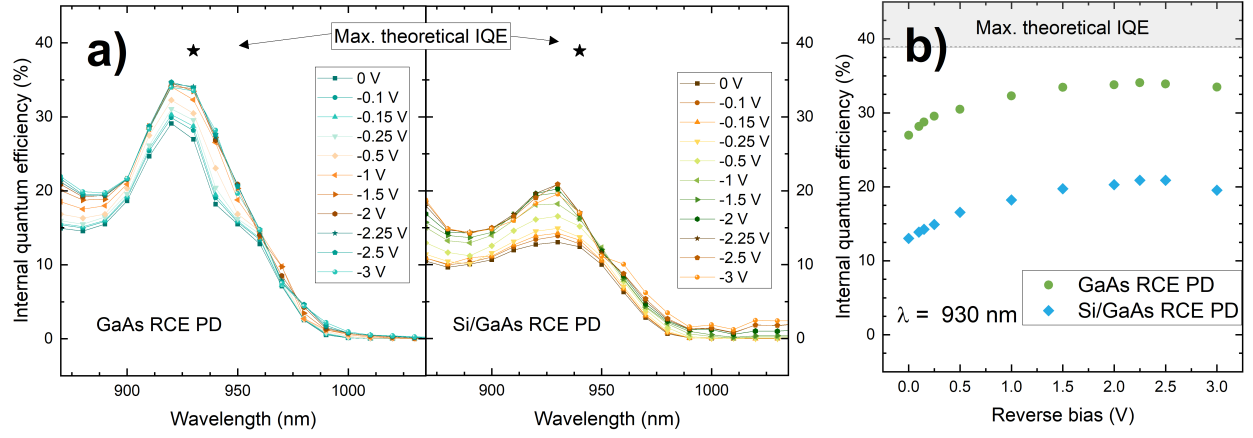 a)
Max. theoretical IQE
Internal quantum efficiency (%)
40
30
20
10
0
0 V
-0.1 V
-0.15 V
-0.25 V
-0.5 V
-1 V
-1.5 V
-2 V
-2.25 V
-2.5 V
-3 V
GaAs RCE PD
900
950
1000
Wavelength (nm)
0 V
-0.1 V
-0.15 V
-0.25 V
-0.5 V
-1 V
-1.5 V
-2 V
-2.25 V
-2.5 V
-3 V
Si/GaAs RCE PD
40
30
20
10
0
900
950
1000
Wavelength (nm)
b)
Max. theoretical IQE
Internal quantum efficiency (%)
40
30
20
10
0
GaAs RCE PD
Si/GaAs RCE PD
λ = 930 nm
0.0
0.5
1.0
1.5
2.0
2.5
3.0
Reverse bias (V)